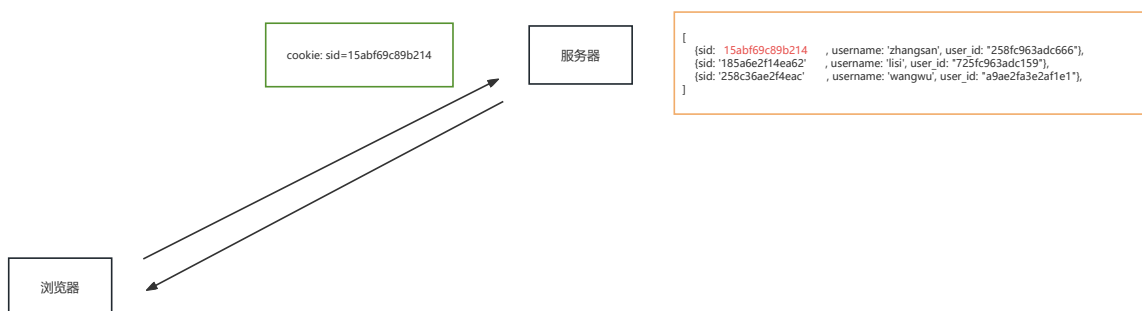 cookie: sid=15abf69c89b214
服务器
[
{sid: 15abf69c89b214 , username: 'zhangsan', user_id: "258fc963adc666"},
{sid: '185a6e2f14ea62' , username: 'lisi', user_id: "725fc963adc159"},
{sid: '258c36ae2f4eac' , username: 'wangwu', user_id: "a9ae2fa3e2af1e1"},
]
浏览器